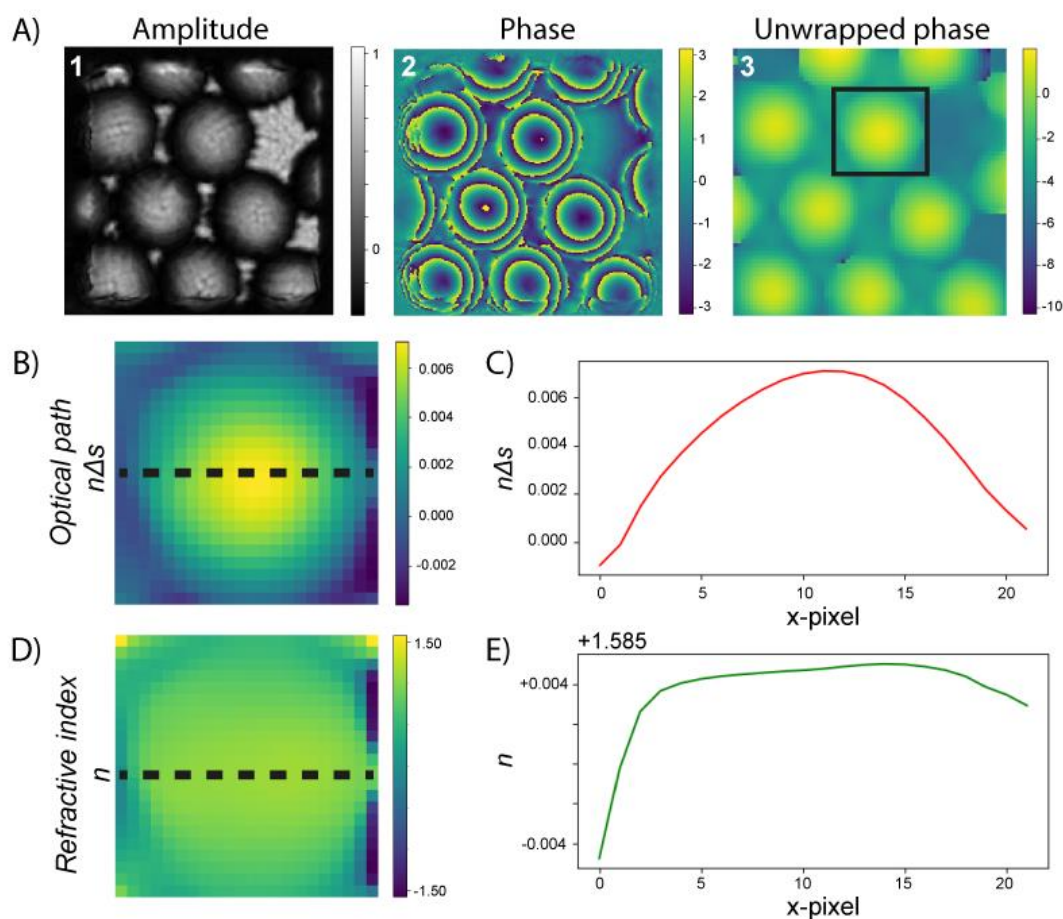 A) Amplitude Phase Unwrapped phase
1 2 3
1
0
3
2
1
0
-1
-2
-3
0
-2
-4
-6
-8
-10
B)
Optical path
nΔs
0.006
0.004
0.002
0.000
-0.002
C)
nΔs
0.006
0.004
0.002
0.000
0 5 10 15 20
x-pixel
D)
Refractive index
n
1.50
-1.50
E)
+1.585
n
+0.004
-0.004
0 5 10 15 20
x-pixel